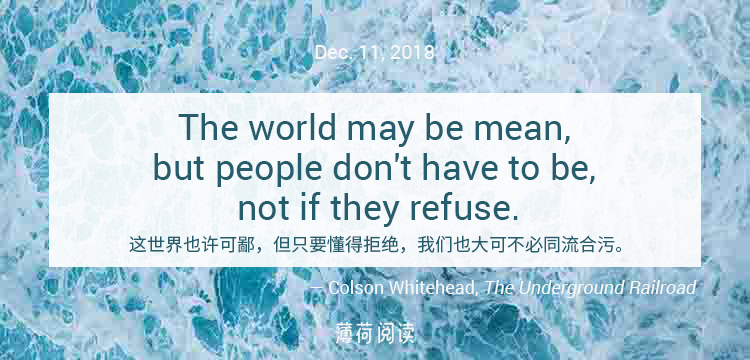 Dec. 11, 2018
The world may be mean,
but people don't have to be,
not if they refuse.
这世界也许可鄙，但只要懂得拒绝，我们也大可不必同流合污。
— Colson Whitehead, The Underground Railroad
薄荷阅读